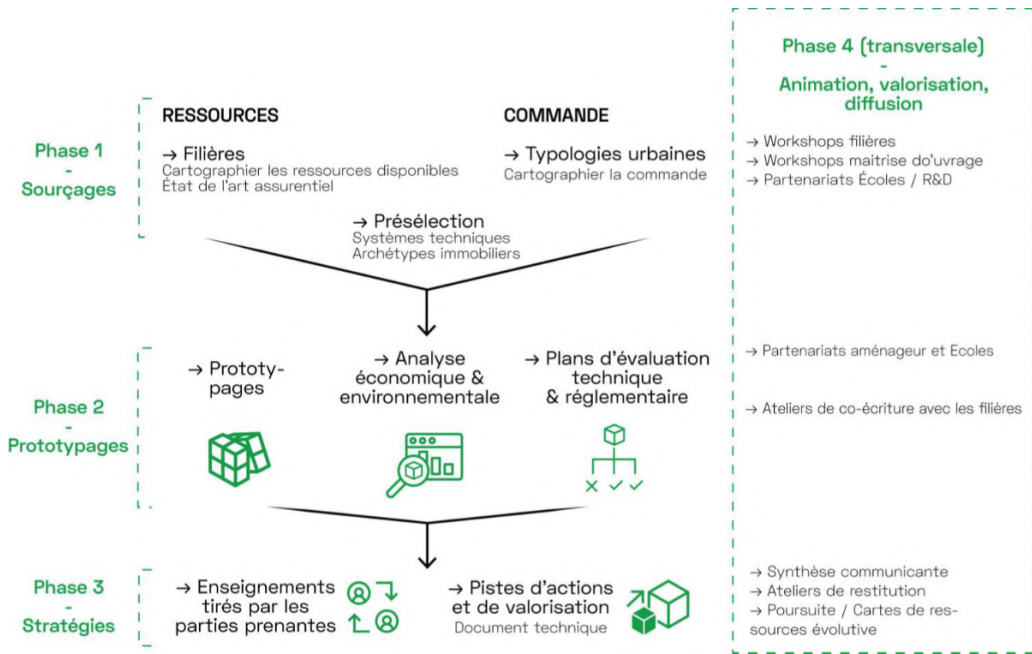 Phase 1
-
Sourçages
RESSOURCES
→ Filières
Cartographier les ressources disponibles
État de l'art assurentiel
COMMANDE
→ Typologies urbaines
Cartographier la commande
→ Présélection
Systèmes techniques
Archétypes immobiliers
Phase 2
-
Prototypages
→ Prototy-
pages
→ Analyse
économique &
environnementale
→ Plans d'évaluation
technique
& réglementaire
Phase 3
-
Stratégies
→ Enseignements
tirés par les
parties prenantes
→ Pistes d'actions
et de valorisation
Document technique
Phase 4 (transversale)
-
Animation, valorisation,
diffusion
→ Workshops filières
→ Workshops maitrise do'uvrage
→ Partenariats Écoles / R&D
→ Partenariats aménageur et Ecoles
→ Ateliers de co-écriture avec les filières
→ Synthèse communicante
→ Ateliers de restitution
→ Poursuite / Cartes de res-
sources évolutive